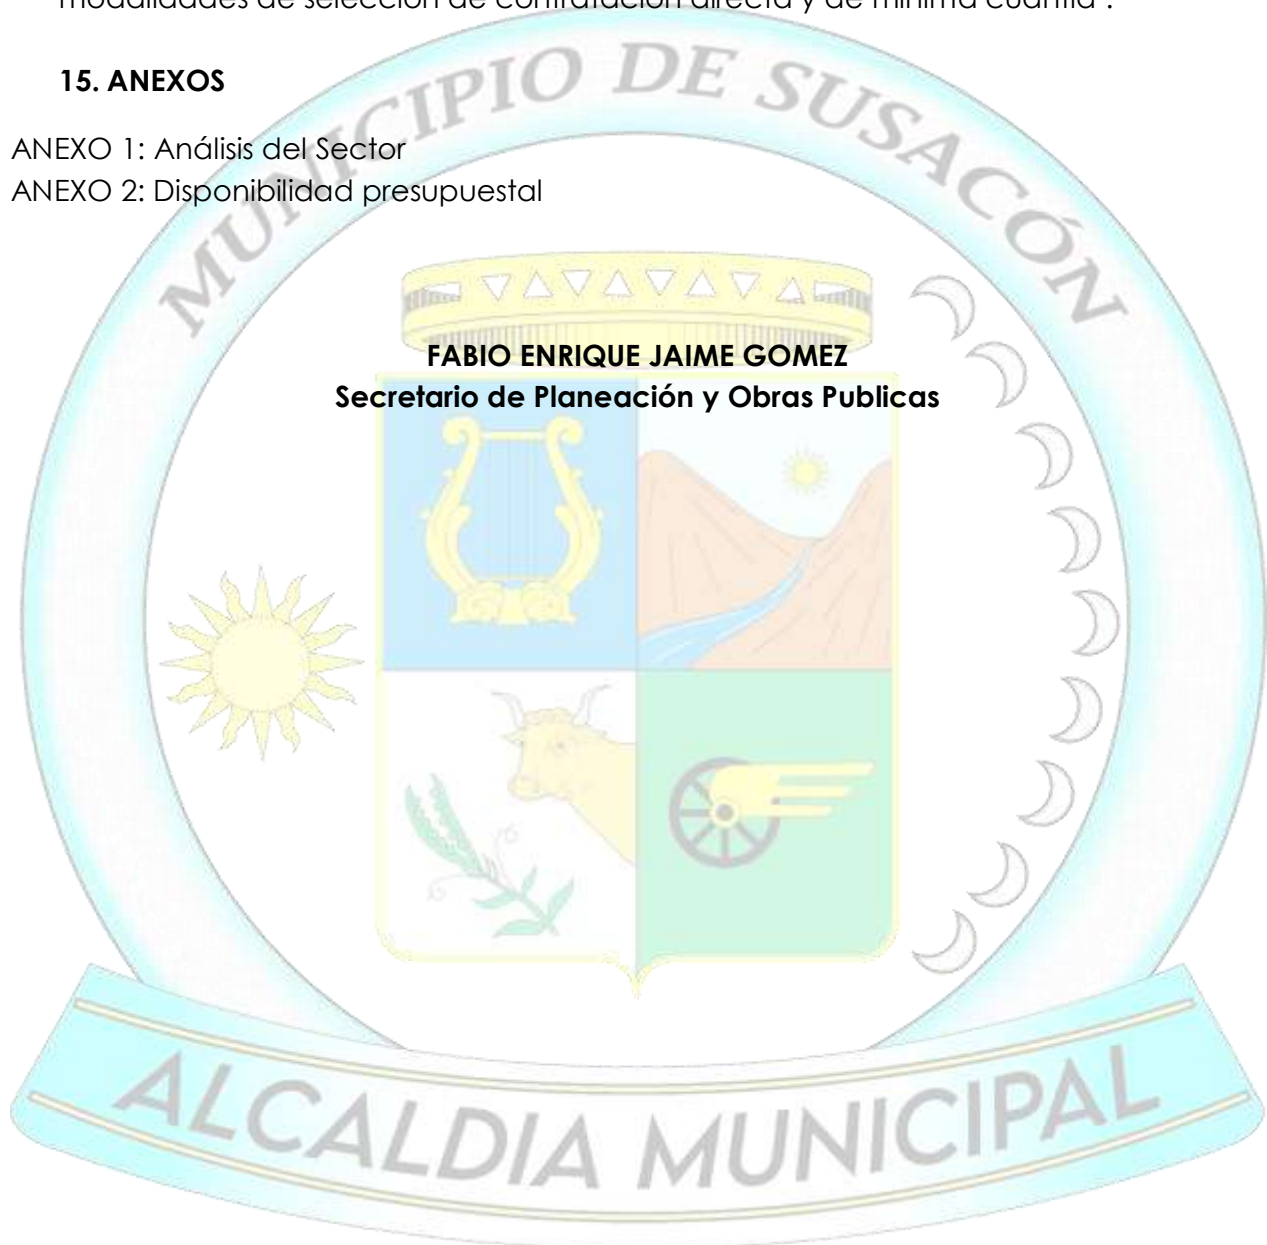 modalidades de selección de contratación directa y de mínima cuantía".
15. ANEXOS
ANEXO 1: Análisis del Sector
ANEXO 2: Disponibilidad presupuestal
MUNICIPIO DE SUSACÓN
FABIO ENRIQUE JAIME GOMEZ
Secretario de Planeación y Obras Publicas
ALCALDIA MUNICIPAL